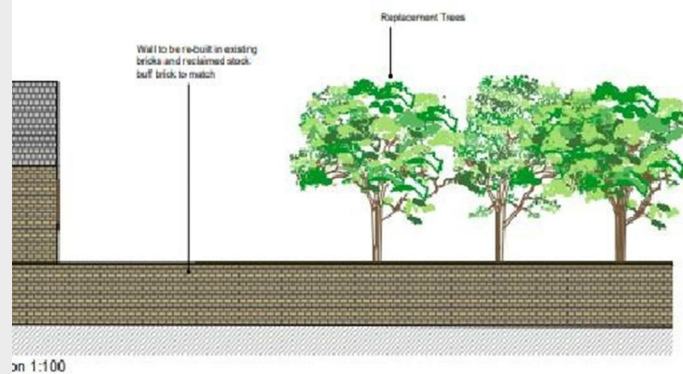 Replacement Trees
Wall to be re-built in existing
bricks and reclaimed stock
buff brick to match
on 1:100